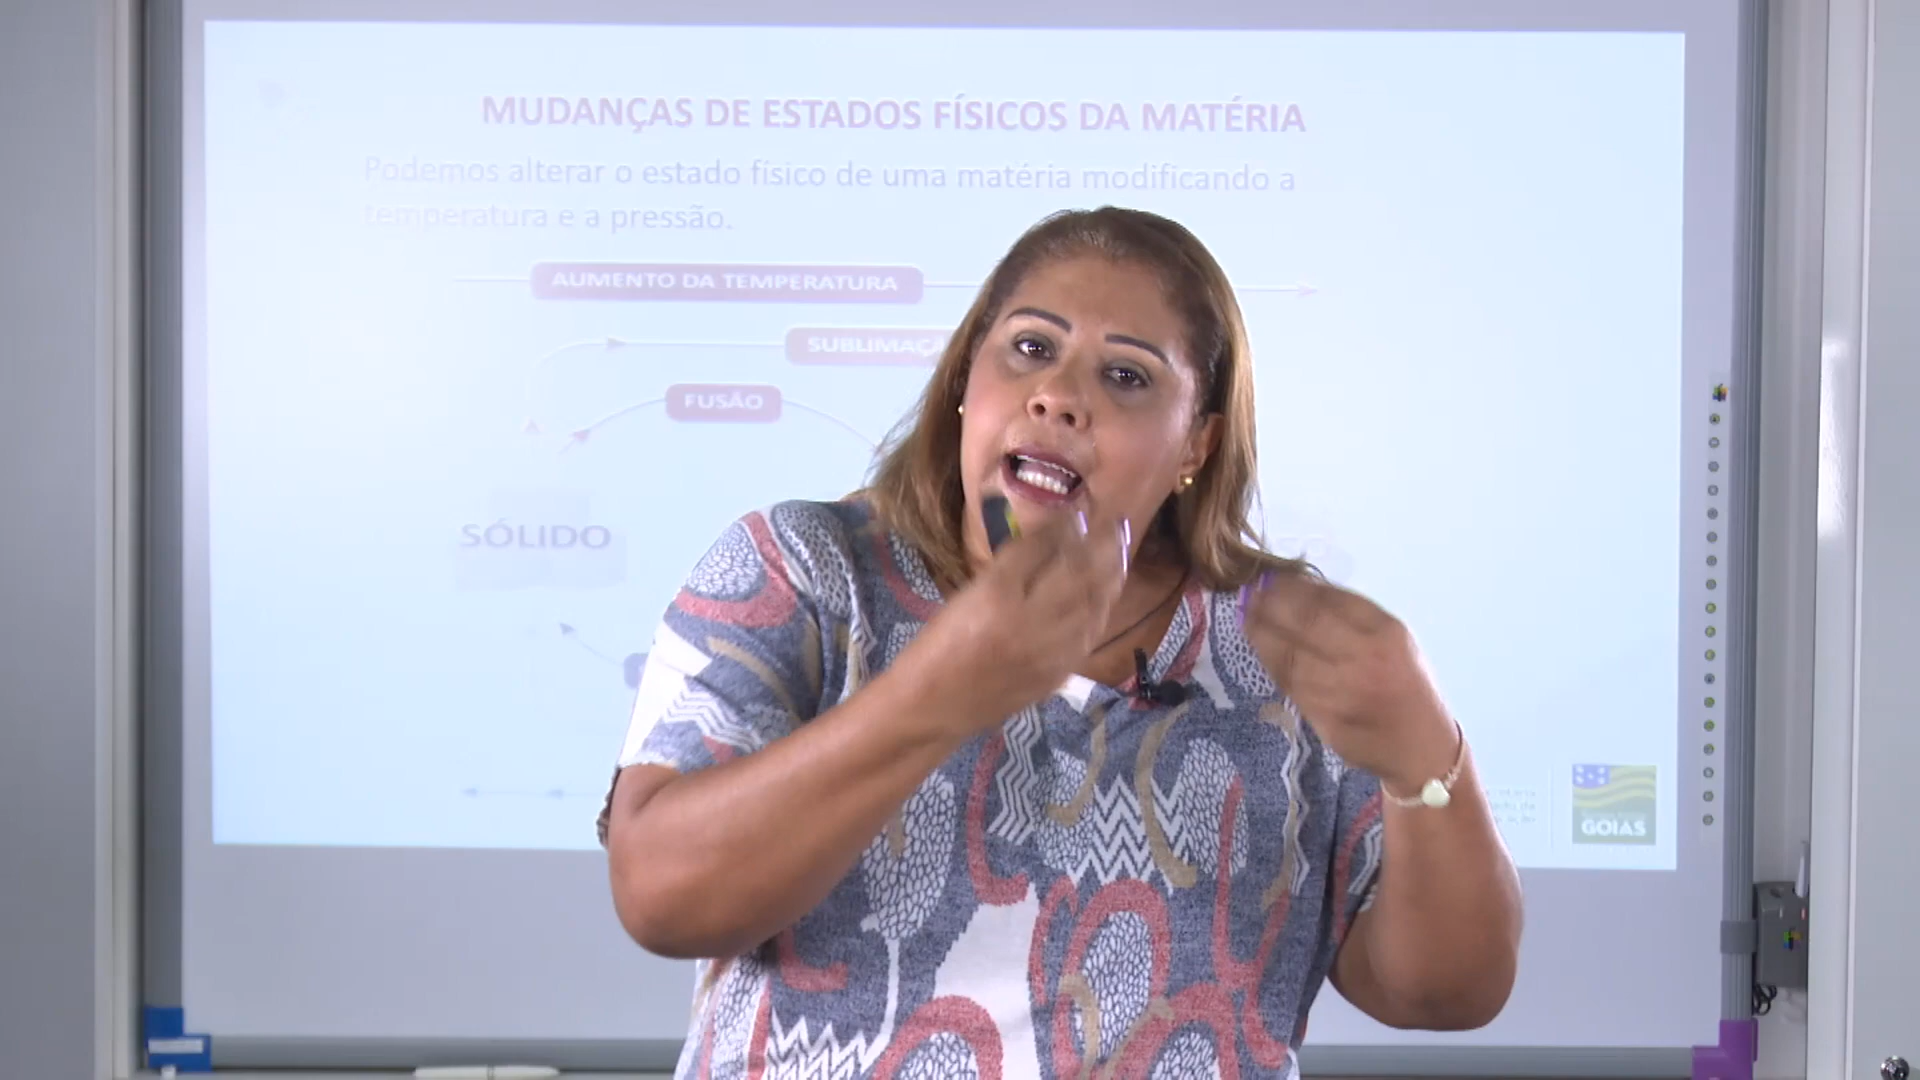 MUDANÇAS DE ESTADOS FÍSICOS DA MATÉRIA
Podemos alterar o estado físico de uma matéria modificando a
temperatura e a pressão.
AUMENTO DA TEMPERATURA
SUBLIMAÇ
FUSÃO
SÓLIDO
GOIÁS